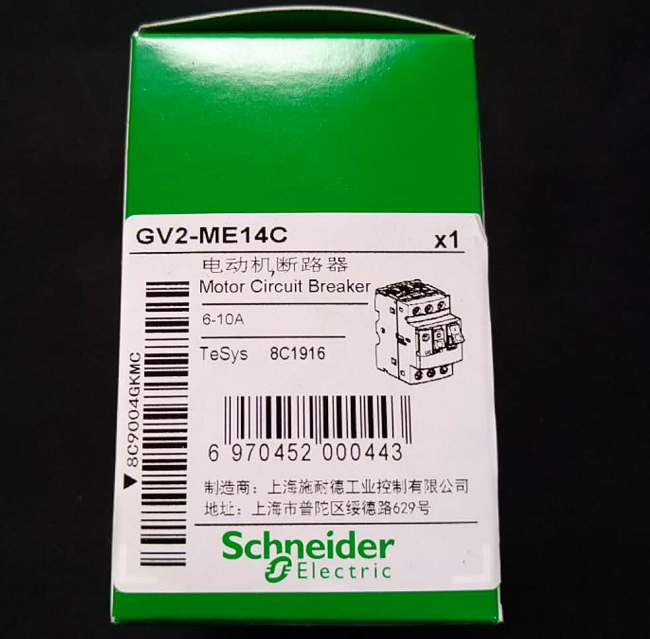 GV2-ME14C x1
电动机断路器
Motor Circuit Breaker
6-10A
TeSys 8C1916
▼8C9004GKMC
6 970452 000443
制造商：上海施耐德工业控制有限公司
地址：上海市普陀区绥德路629号
Schneider
Electric